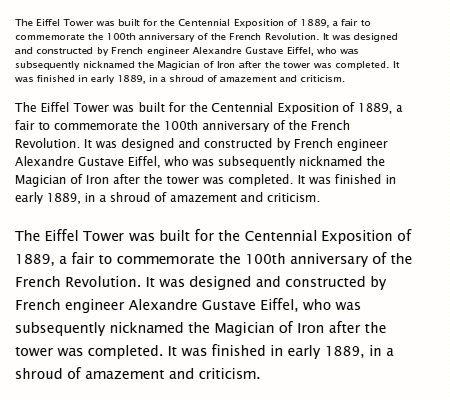 The Eiffel Tower was built for the Centennial Exposition of 1889, a fair to
commemorate the 100th anniversary of the French Revolution. It was designed
and constructed by French engineer Alexandre Gustave Eiffel, who was
subsequently nicknamed the Magician of Iron after the tower was completed. It
was finished in early 1889, in a shroud of amazement and criticism.
The Eiffel Tower was built for the Centennial Exposition of 1889, a
fair to commemorate the 100th anniversary of the French
Revolution. It was designed and constructed by French engineer
Alexandre Gustave Eiffel, who was subsequently nicknamed the
Magician of Iron after the tower was completed. It was finished in
early 1889, in a shroud of amazement and criticism.
The Eiffel Tower was built for the Centennial Exposition of
1889, a fair to commemorate the 100th anniversary of the
French Revolution. It was designed and constructed by
French engineer Alexandre Gustave Eiffel, who was
subsequently nicknamed the Magician of Iron after the
tower was completed. It was finished in early 1889, in a
shroud of amazement and criticism.